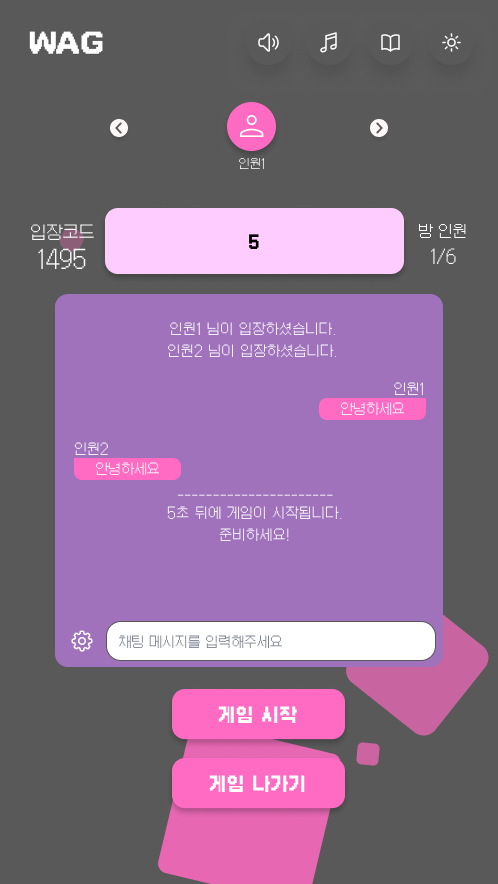 WAG
인원1
입장코드
1495
5
방 인원
1/6
인원1 님이 입장하셨습니다.
인원2 님이 입장하셨습니다.
인원1
안녕하세요
인원2
안녕하세요
----------------------
5초 뒤에 게임이 시작됩니다.
준비하세요!
채팅 메시지를 입력해주세요
게임 시작
게임 나가기